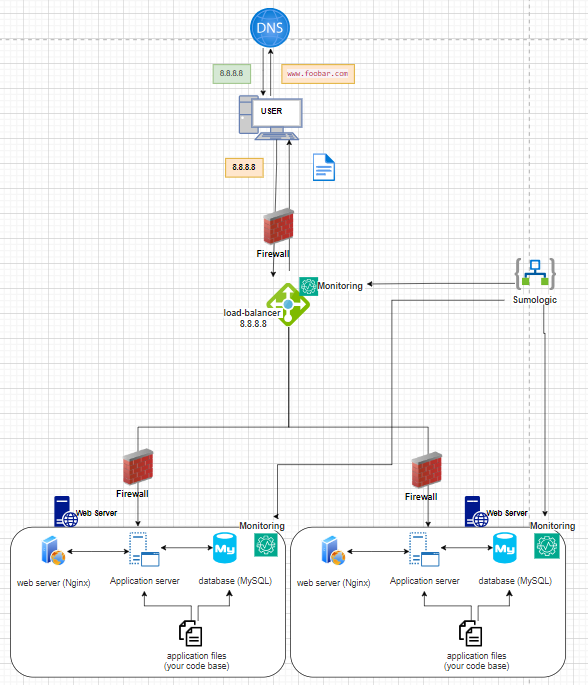 DNS
8.8.8.8
www.foobar.com
USER
8.8.8.8
Firewall
Monitoring
Sumologic
load-balancer
8.8.8.8
Firewall
Firewall
Web Server
Monitoring
Web Server
Monitoring
My
My
web server (Nginx)
Application server
database (MySQL)
web server (Nginx)
Application server
database (MySQL)
application files
(your code base)
application files
(your code base)